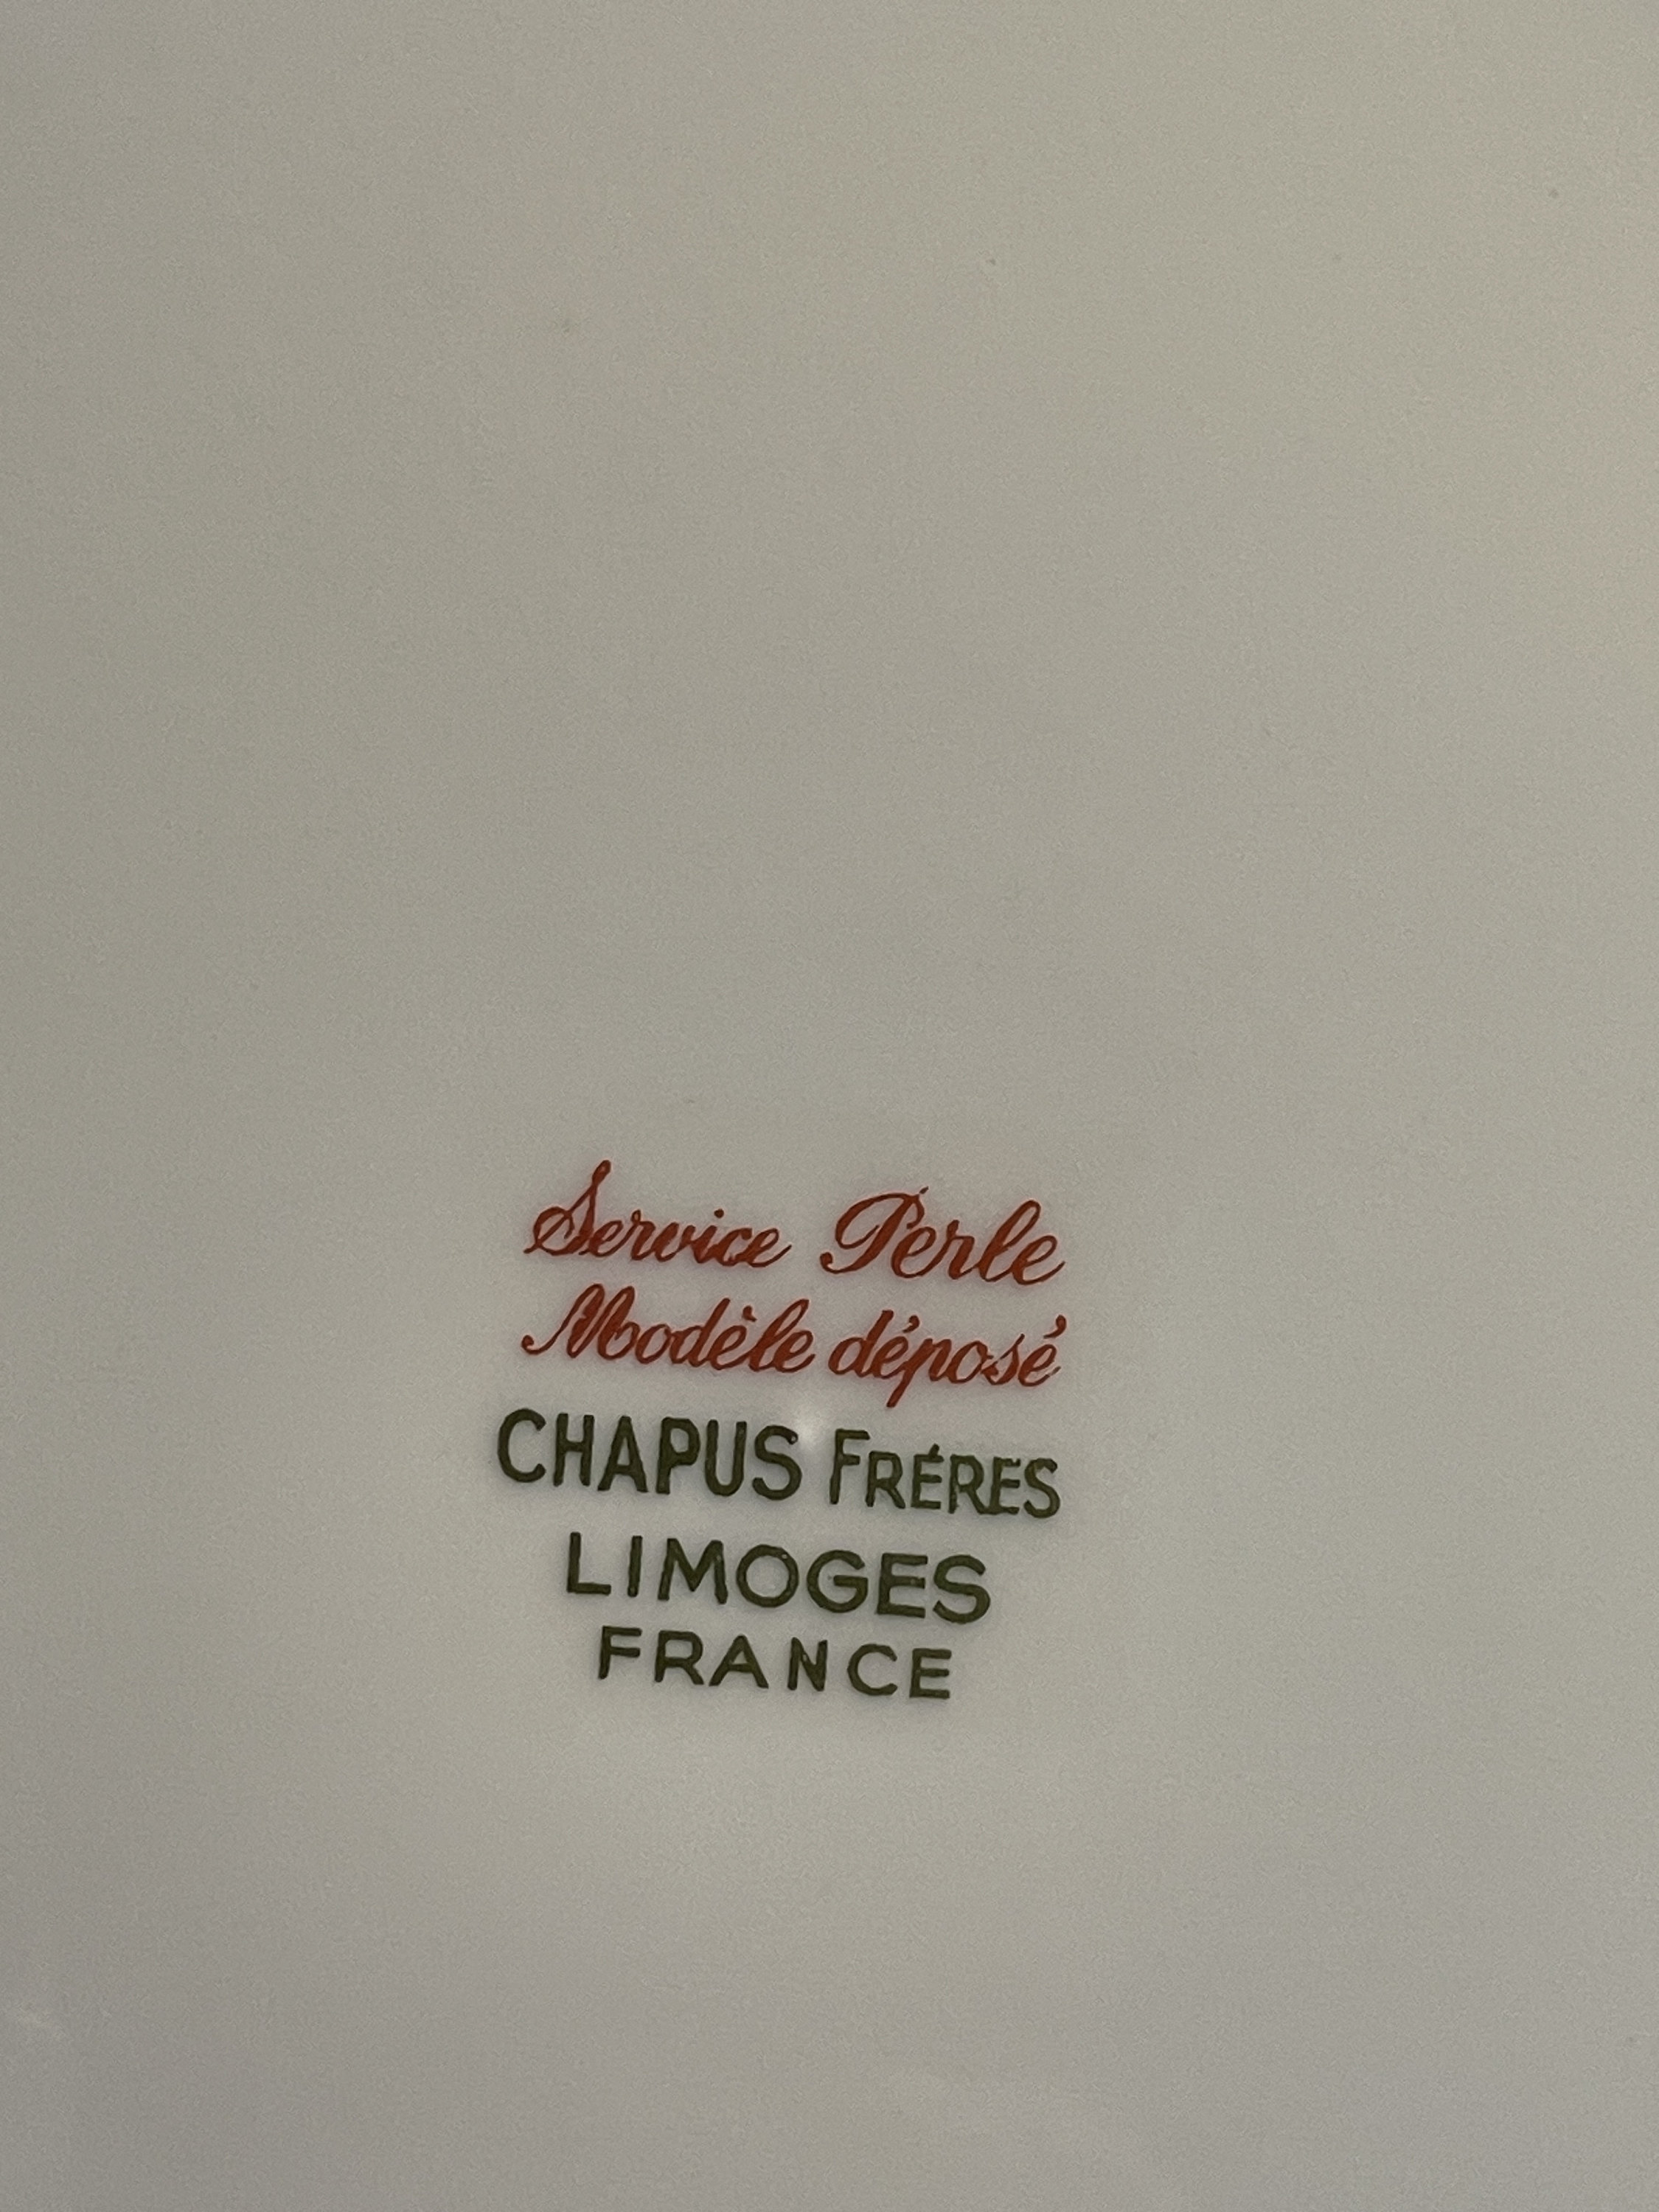 Service Perle
Modèle déposé
CHAPUS FRÉRES
LIMOGES
FRANCE